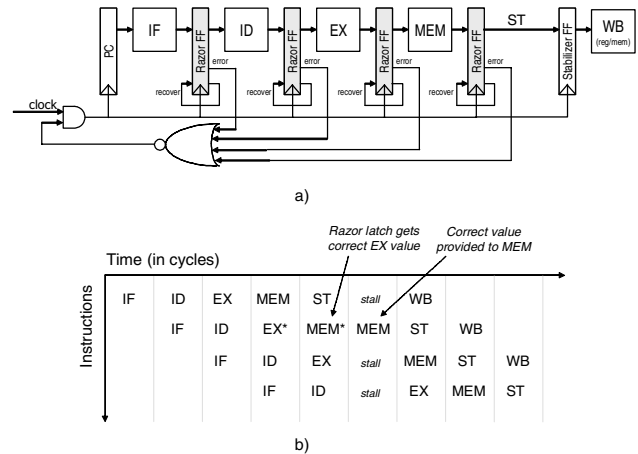 ST
PC
IF
Razor FF
ID
Razor FF
EX
Razor FF
MEM
Razor FF
Stabilizer FF
WB
(reg/mem)
error
error
error
error
recover
recover
recover
recover
clock
a)
Razor latch gets
correct EX value
Correct value
provided to MEM
Time (in cycles)
Instructions
IF ID EX MEM ST stall WB
IF ID EX* MEM* MEM ST WB
IF ID EX stall MEM ST WB
IF ID stall EX MEM ST
b)